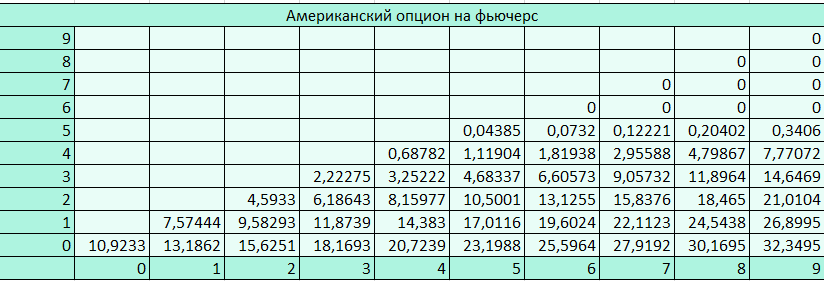 Американский опцион на фьючерс
9 0
8 0 0
7 0 0 0
6 0 0 0 0
5 0,04385 0,0732 0,12221 0,20402 0,3406
4 0,68782 1,11904 1,81938 2,95588 4,79867 7,77072
3 2,22275 3,25222 4,68337 6,60573 9,05732 11,8964 14,6469
2 4,5933 6,18643 8,15977 10,5001 13,1255 15,8376 18,465 21,0104
1 7,57444 9,58293 11,8739 14,383 17,0116 19,6024 22,1123 24,5438 26,8995
0 10,9233 13,1862 15,6251 18,1693 20,7239 23,1988 25,5964 27,9192 30,1695 32,3495
0 1 2 3 4 5 6 7 8 9